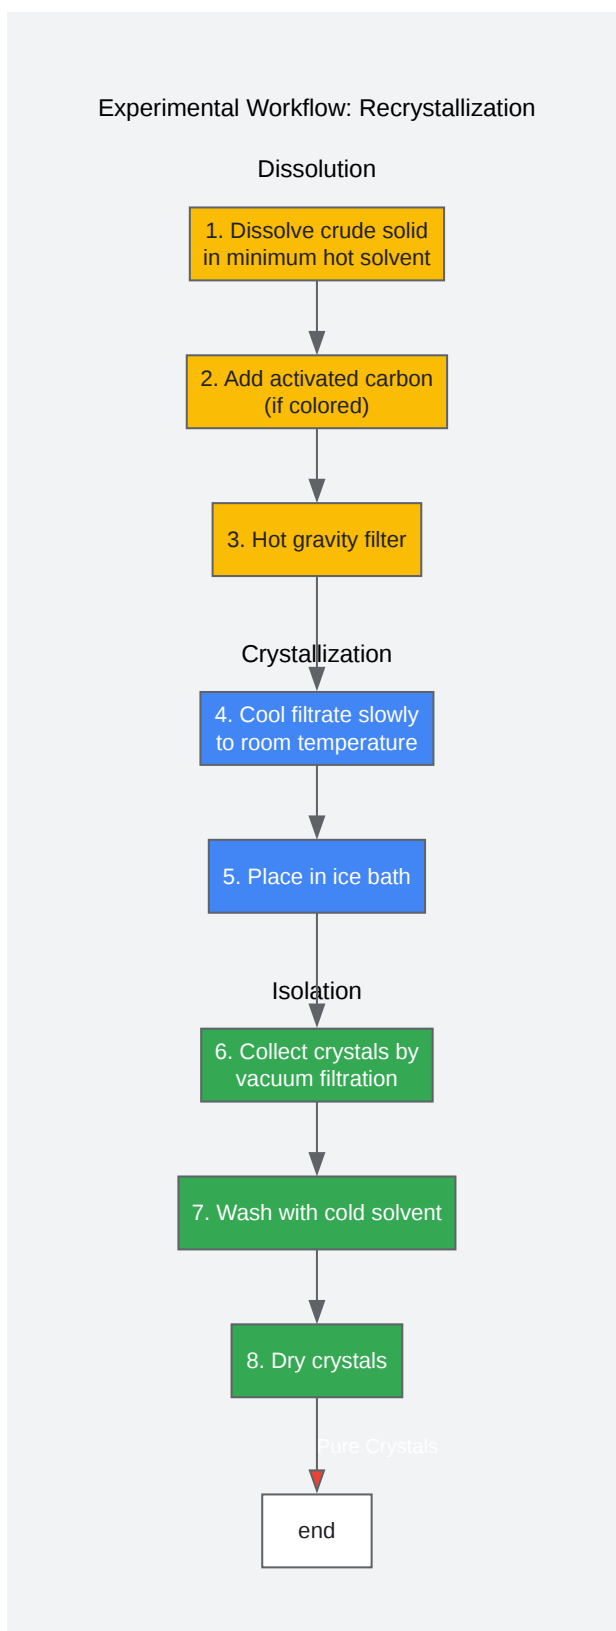 Experimental Workflow: Recrystallization
Dissolution
1. Dissolve crude solid
in minimum hot solvent
2. Add activated carbon
(if colored)
3. Hot gravity filter
Crystallization
4. Cool filtrate slowly
to room temperature
5. Place in ice bath
Isolation
6. Collect crystals by
vacuum filtration
7. Wash with cold solvent
8. Dry crystals
Pure Crystals
end